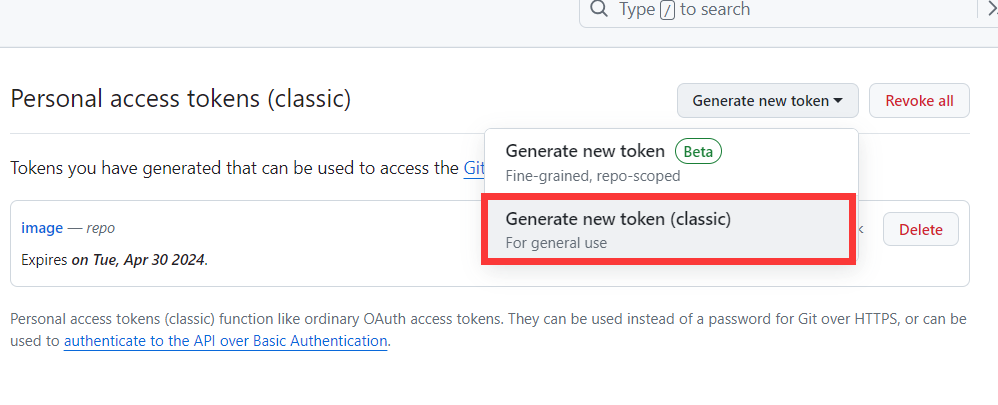 Type / to search
Personal access tokens (classic)
Generate new token
Revoke all
Generate new token Beta
Fine-grained, repo-scoped
Tokens you have generated that can be used to access the Git
Generate new token (classic)
For general use
image — repo
Delete
Expires on Tue, Apr 30 2024.
Personal access tokens (classic) function like ordinary OAuth access tokens. They can be used instead of a password for Git over HTTPS, or can be
used to authenticate to the API over Basic Authentication.